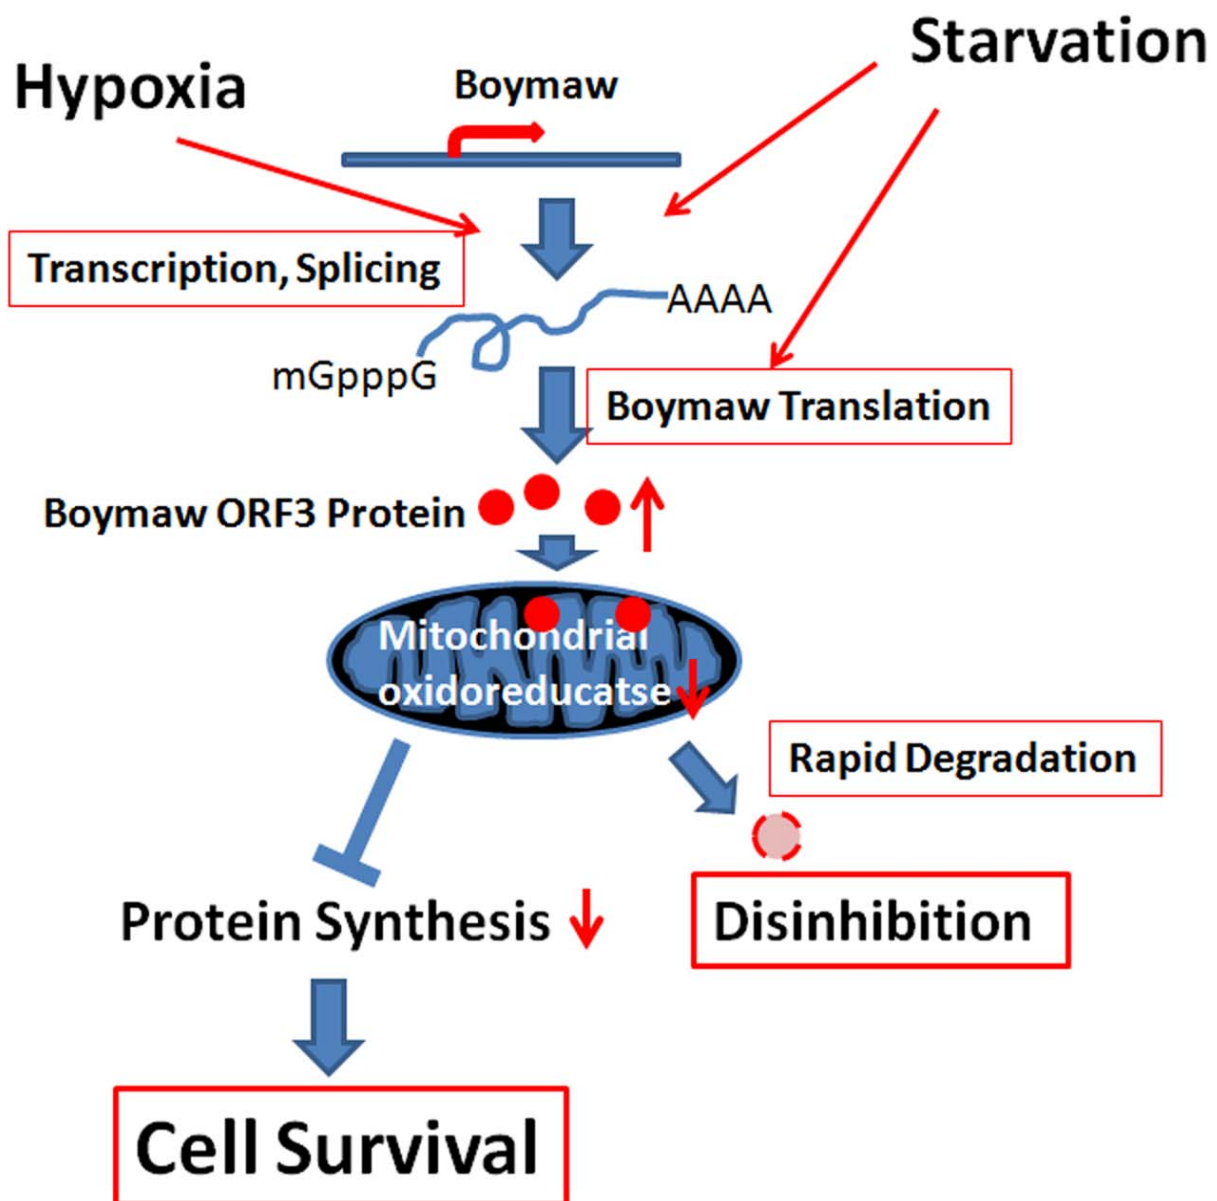 Starvation
Hypoxia
Boymaw
Transcription, Splicing
AAAA
mGpppG
Boymaw Translation
Boymaw ORF3 Protein
Mitochondrial
oxidoreducatse
Rapid Degradation
Protein Synthesis
Disinhibition
Cell Survival